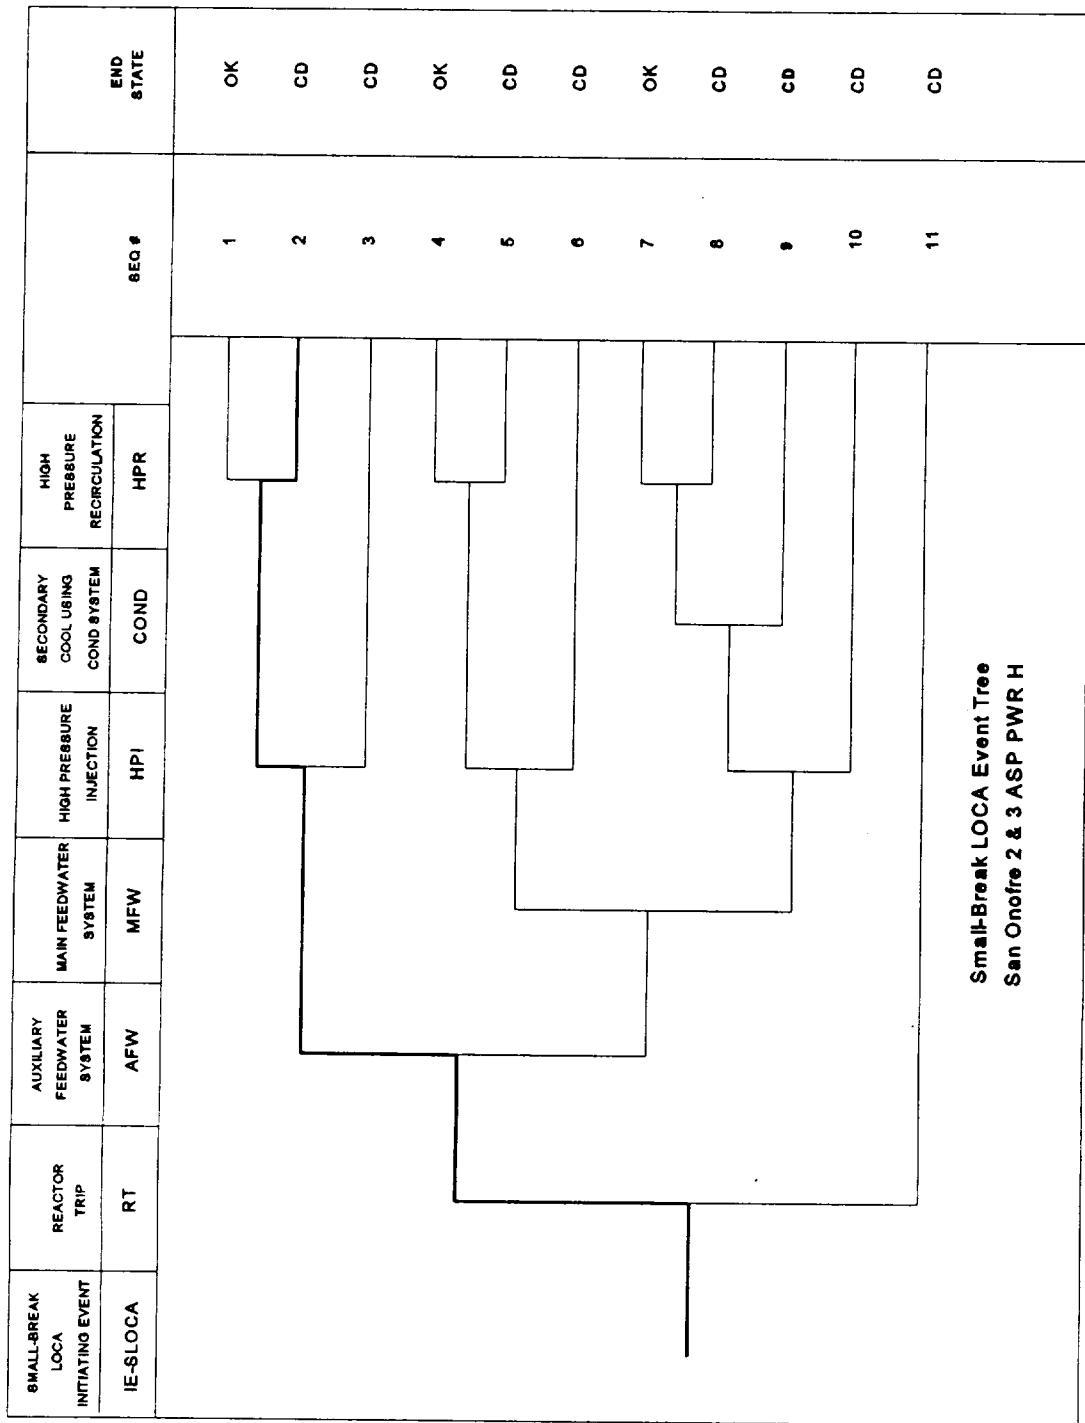 SMALL-BREAK
LOCA
INITIATING EVENT
IE-SLOCA
REACTOR
TRIP
RT
AUXILIARY
FEEDWATER
SYSTEM
AFW
MAIN FEEDWATER
SYSTEM
MFW
HIGH PRESSURE
INJECTION
HPI
SECONDARY
COOL USING
COND SYSTEM
COND
HIGH
PRESSURE
RECIRCULATION
HPR
SEQ #
END
STATE
1 OK
2 CD
3 CD
4 OK
5 CD
6 CD
7 OK
8 CD
9 CD
10 CD
11 CD
Small-Break LOCA Event Tree
San Onofre 2 & 3 ASP PWR H